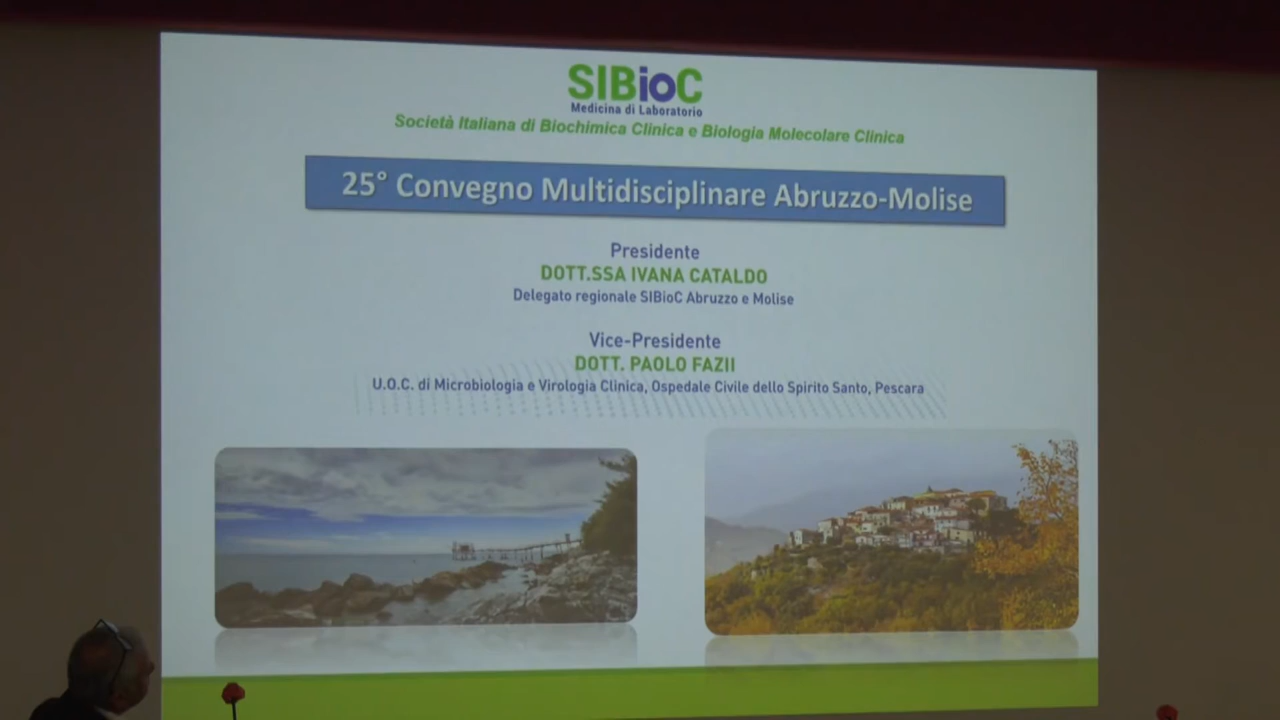 SIBioC
Medicina di Laboratorio
Società Italiana di Biochimica Clinica e Biologia Molecolare Clinica
25° Convegno Multidisciplinare Abruzzo-Molise
Presidente
DOTT.SSA IVANA CATALDO
Delegato regionale SIBioC Abruzzo e Molise
Vice-Presidente
DOTT. PAOLO FAZII
U.O.C. di Microbiologia e Virologia Clinica, Ospedale Civile dello Spirito Santo, Pescara